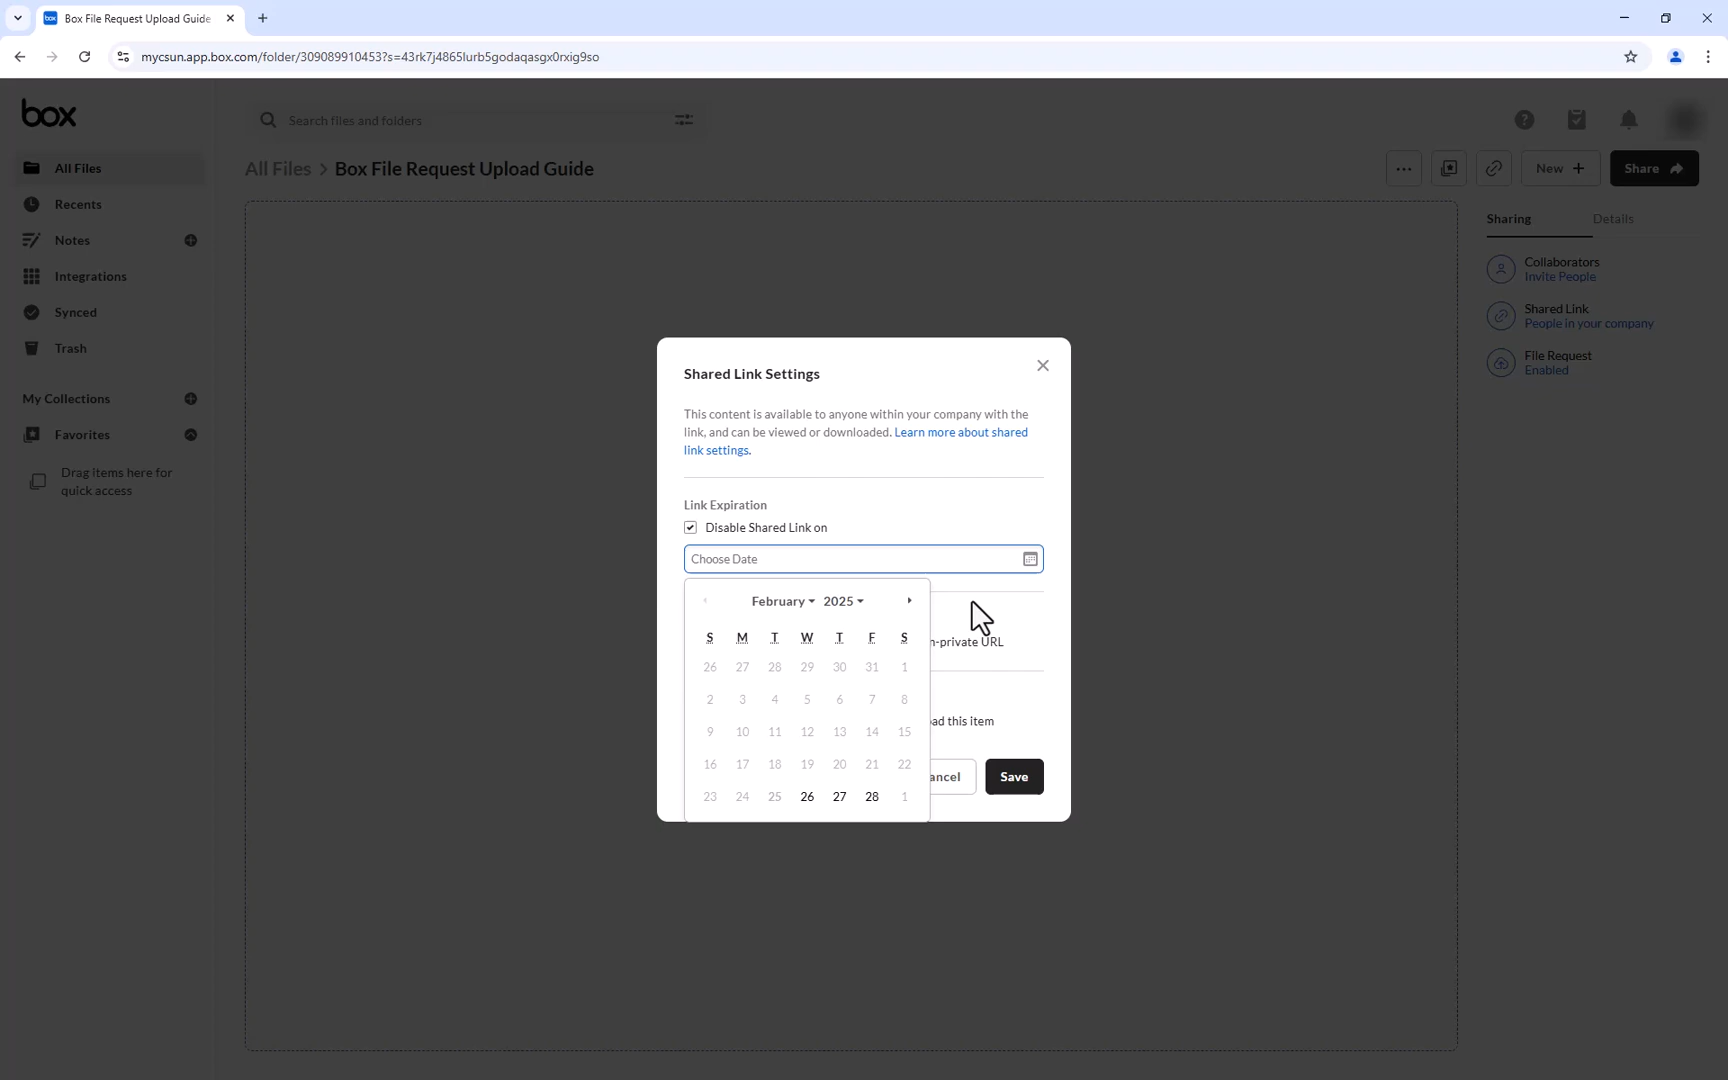 Box File Request Upload Guide
mycsun.app.box.com/folder/309089910453?s=43rk7j4865lurb5godaqasgx0rxig9so
box
Search files and folders
All Files
Recents
Notes
Integrations
Synced
Trash
My Collections
Favorites
Drag items here for
quick access
All Files > Box File Request Upload Guide
New +
Share
Sharing Details
Collaborators
Invite People
Shared Link
People in your company
File Request
Enabled
Shared Link Settings
This content is available to anyone within your company with the
link, and can be viewed or downloaded. Learn more about shared
link settings.
Link Expiration
Disable Shared Link on
Choose Date
February 2025
S M T W T F S
26 27 28 29 30 31 1
2 3 4 5 6 7 8
9 10 11 12 13 14 15
16 17 18 19 20 21 22
23 24 25 26 27 28 1
n-private URL
ad this item
ancel
Save